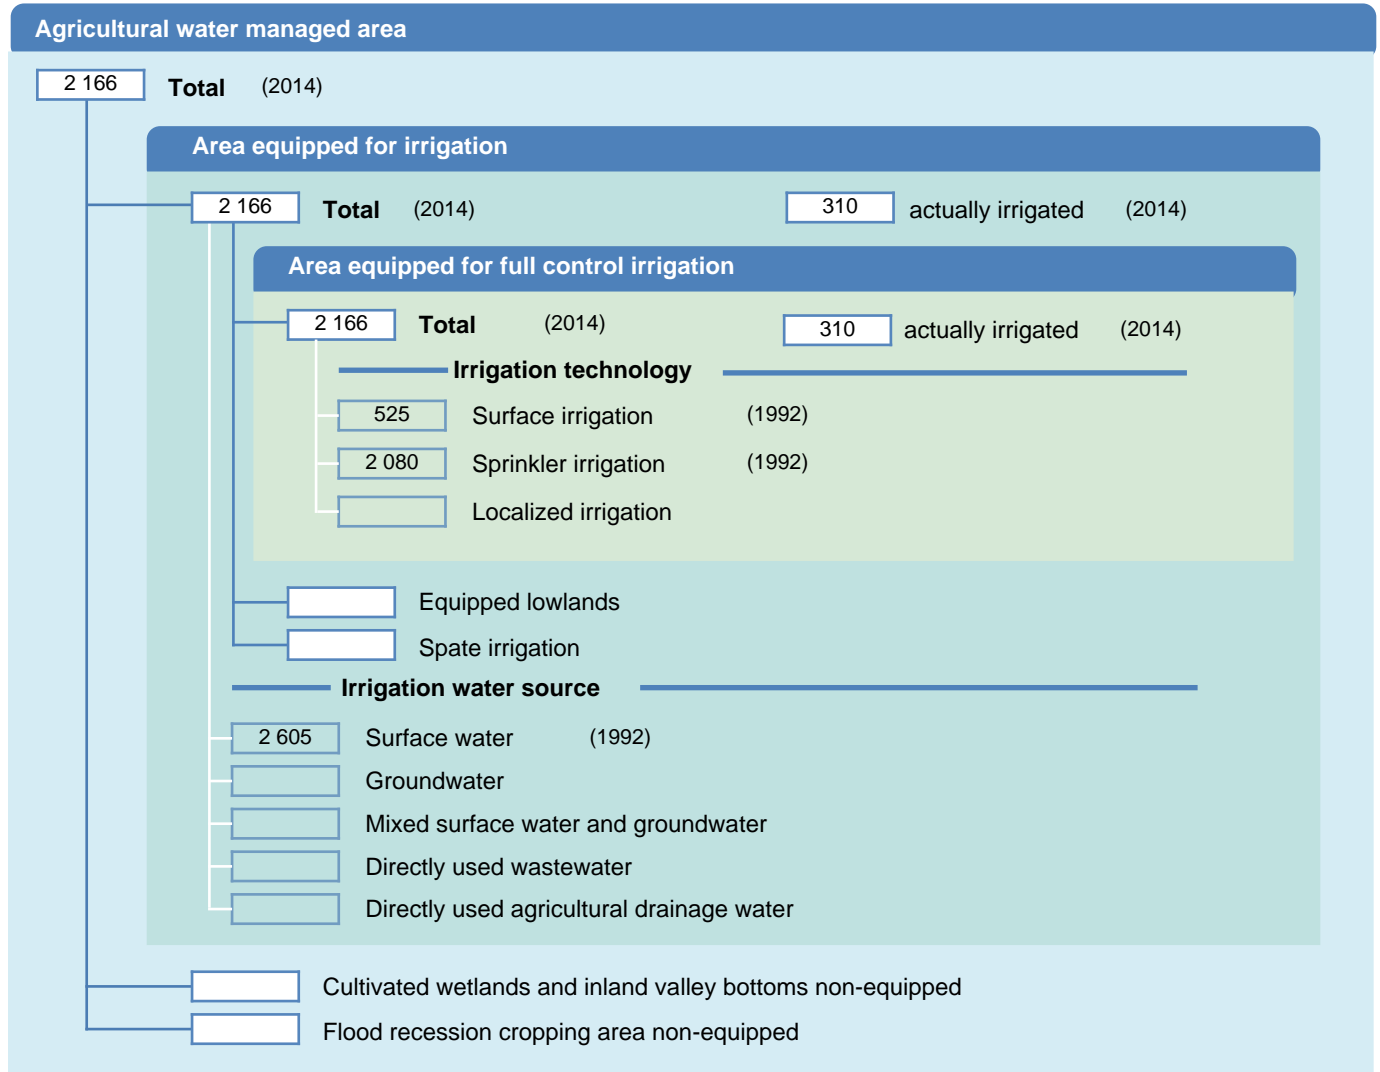 Agricultural water managed area
2 166 Total (2014)
Area equipped for irrigation
2 166 Total (2014) 310 actually irrigated (2014)
Area equipped for full control irrigation
2 166 Total (2014) 310 actually irrigated (2014)
Irrigation technology
525 Surface irrigation (1992)
2 080 Sprinkler irrigation (1992)
Localized irrigation
Equipped lowlands
Spate irrigation
Irrigation water source
2 605 Surface water (1992)
Groundwater
Mixed surface water and groundwater
Directly used wastewater
Directly used agricultural drainage water
Cultivated wetlands and inland valley bottoms non-equipped
Flood recession cropping area non-equipped